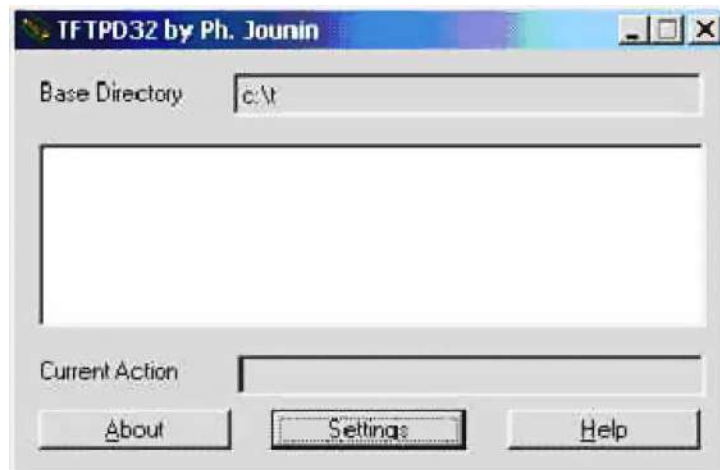 TFTPD32 by Ph. Jounin
Base Directory c:\t
Current Action
About Settings Help